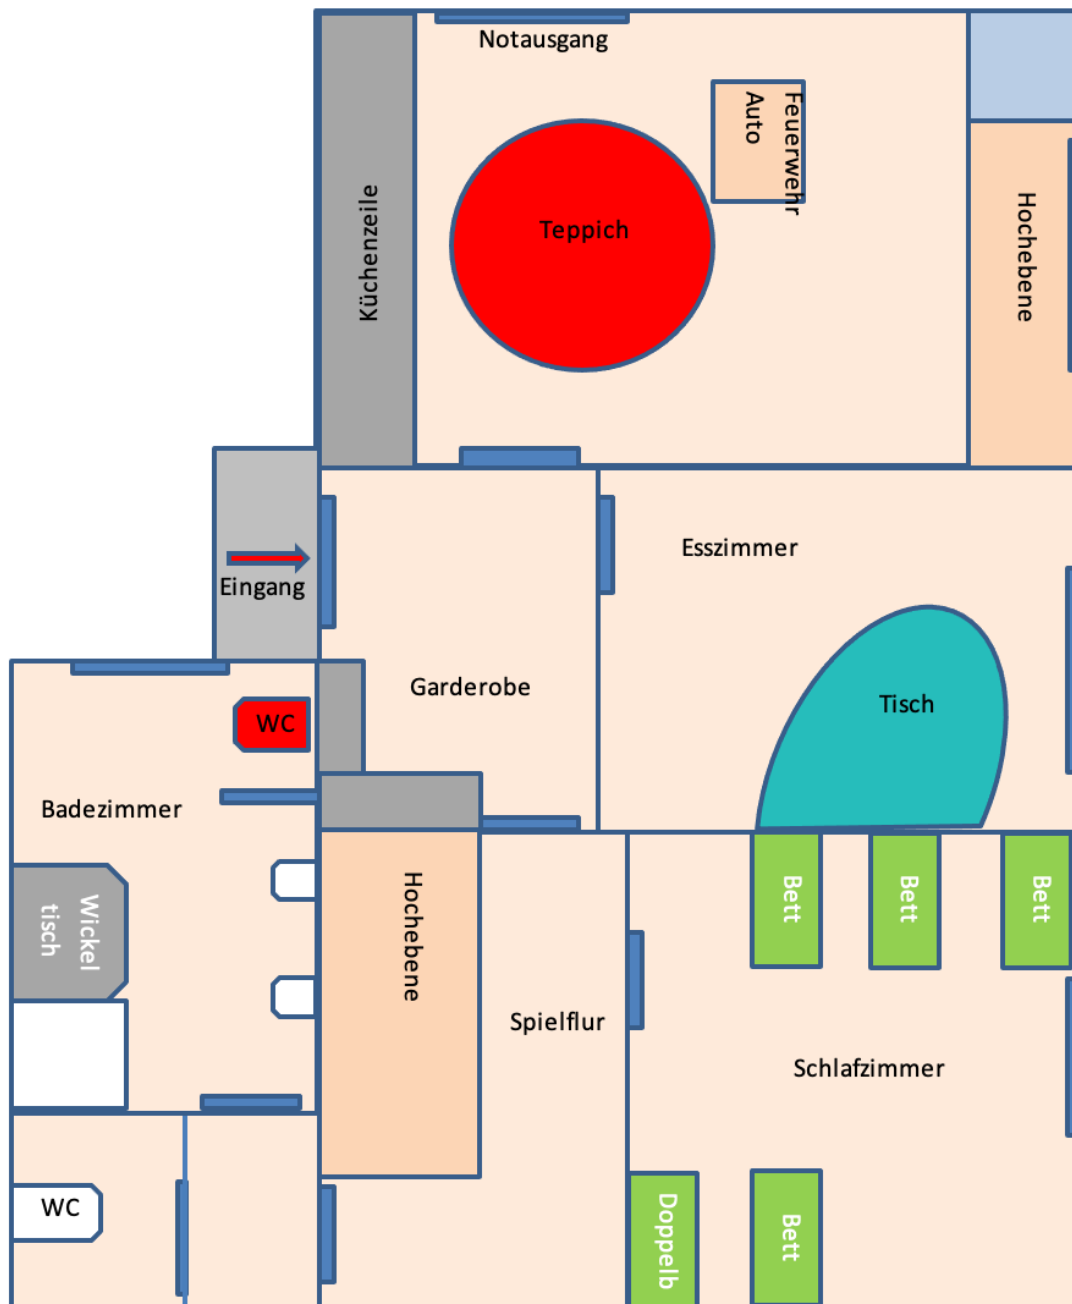 Notausgang
Feuerwehr
Auto
Küchenzeile
Teppich
Hochebene
Esszimmer
Eingang
Garderobe
Tisch
WC
Badezimmer
Wickel
tisch
Hochebene
Bett
Bett
Bett
Spielflur
Schlafzimmer
WC
Doppelb
Bett